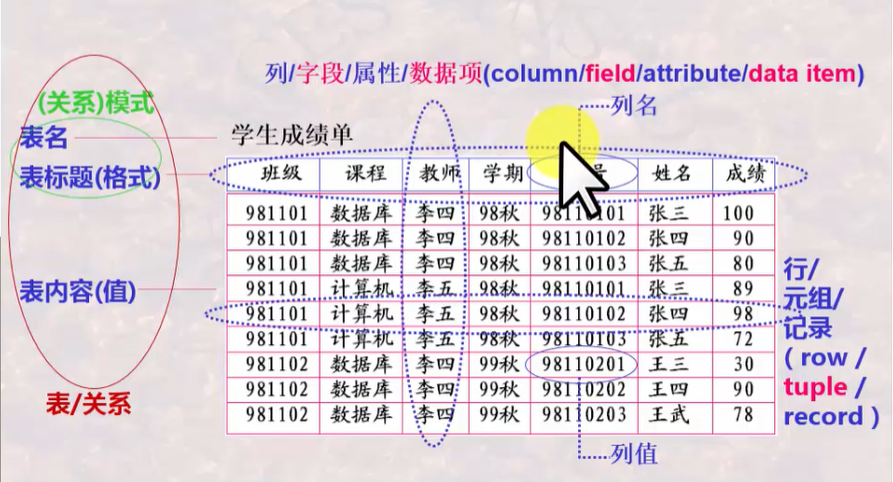 列/字段/属性/数据项(column/field/attribute/data item)
(关系)模式
列名
表名
学生成绩单
表标题(格式)
班级 课程 教师 学期 号 姓名 成绩
981101 数据库 李四 98秋 98110101 张三 100
981101 数据库 李四 98秋 98110102 张四 90
981101 数据库 李四 98秋 98110103 张五 80
981101 计算机 李五 98秋 98110101 张三 89
981101 计算机 李五 98秋 98110102 张四 98
981101 计算机 李五 98秋 98110103 张五 72
981102 数据库 李四 99秋 98110201 王三 30
981102 数据库 李四 99秋 98110202 王四 90
981102 数据库 李四 99秋 98110203 王武 78
表内容(值)
行/
元组/
记录
( row /
tuple /
record )
表/关系
列值